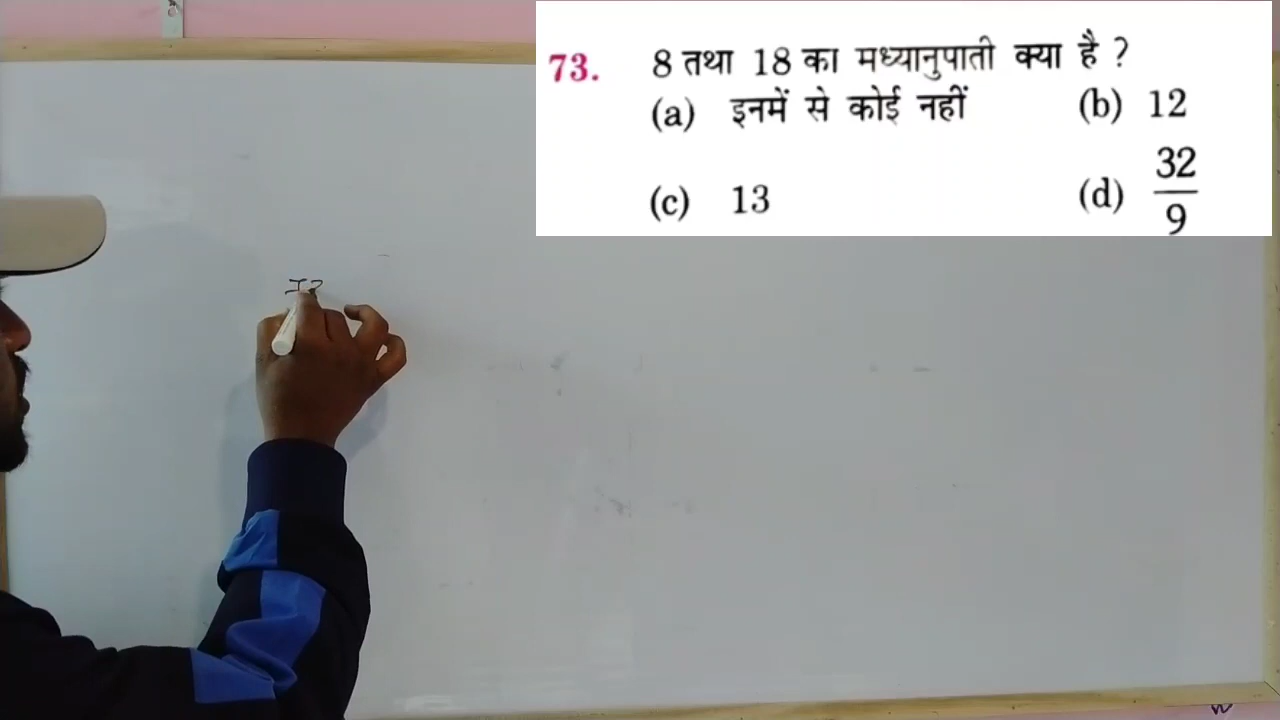 73. 8 तथा 18 का मध्यानुपाती क्या है ?
(a) इनमें से कोई नहीं (b) 12
(c) 13 (d) 32/9